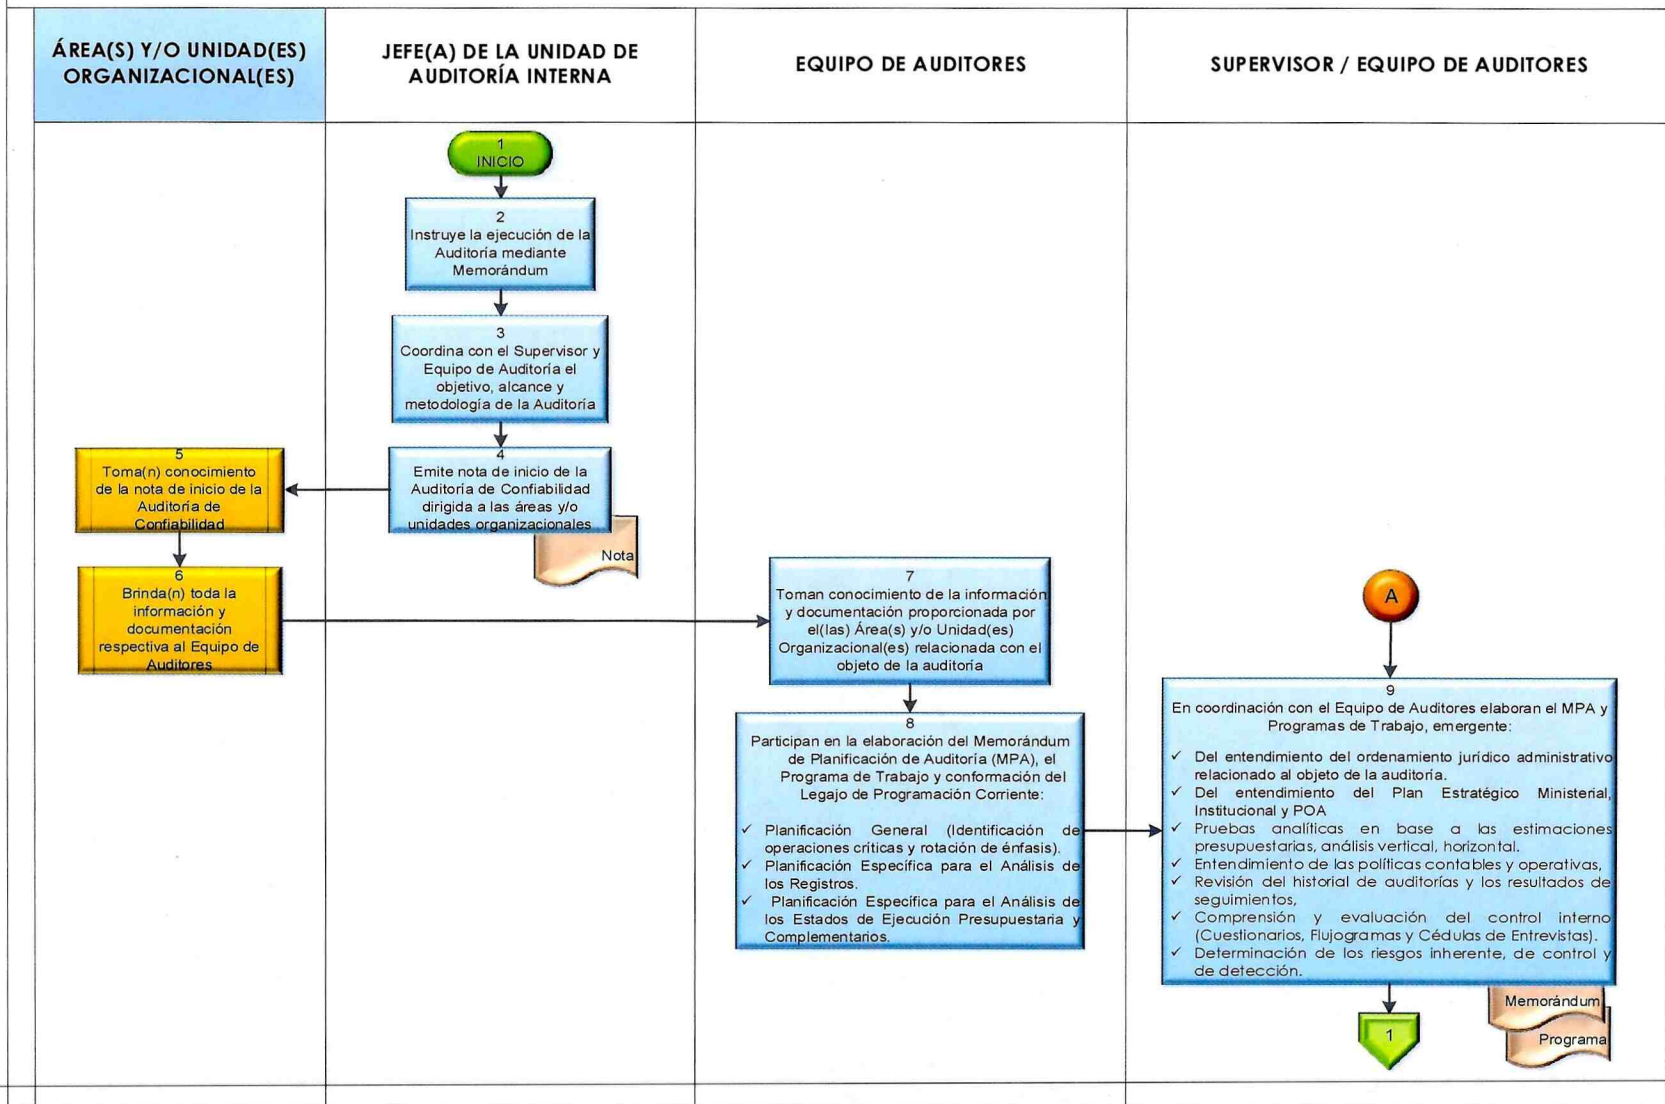 ÁREA(S) Y/O UNIDAD(ES)
ORGANIZACIONAL(ES)
JEFE(A) DE LA UNIDAD DE
AUDITORÍA INTERNA
EQUIPO DE AUDITORES
SUPERVISOR / EQUIPO DE AUDITORES
1
INICIO
2
Instruye la ejecución de la
Auditoría mediante
Memorándum
3
Coordina con el Supervisor y
Equipo de Auditoría el
objetivo, alcance y
metodología de la Auditoría
4
Emite nota de inicio de la
Auditoría de Confiabilidad
dirigida a las áreas y/o
unidades organizacionales
Nota
5
Toma(n) conocimiento
de la nota de inicio de la
Auditoría de
Confiabilidad
6
Brinda(n) toda la
información y
documentación
respectiva al Equipo de
Auditores
7
Toman conocimiento de la información
y documentación proporcionada por
el(las) Área(s) y/o Unidad(es)
Organizacional(es) relacionada con el
objeto de la auditoría
8
Participan en la elaboración del Memorándum
de Planificación de Auditoría (MPA), el
Programa de Trabajo y conformación del
Legajo de Programación Corriente:
✓ Planificación General (Identificación de
operaciones críticas y rotación de énfasis).
✓ Planificación Específica para el Análisis de
los Registros.
✓ Planificación Específica para el Análisis de
los Estados de Ejecución Presupuestaria y
Complementarios.
A
9
En coordinación con el Equipo de Auditores elaboran el MPA y
Programas de Trabajo, emergente:
✓ Del entendimiento del ordenamiento jurídico administrativo
relacionado al objeto de la auditoría.
✓ Del entendimiento del Plan Estratégico Ministerial,
Institucional y POA
✓ Pruebas analíticas en base a las estimaciones
presupuestarias, análisis vertical, horizontal.
✓ Entendimiento de las políticas contables y operativas,
✓ Revisión del historial de auditorías y los resultados de
seguimientos,
✓ Comprensión y evaluación del control interno
(Cuestionarios, Flujogramas y Cédulas de Entrevistas).
✓ Determinación de los riesgos inherente, de control y
de detección.
Memorándum
Programa
1